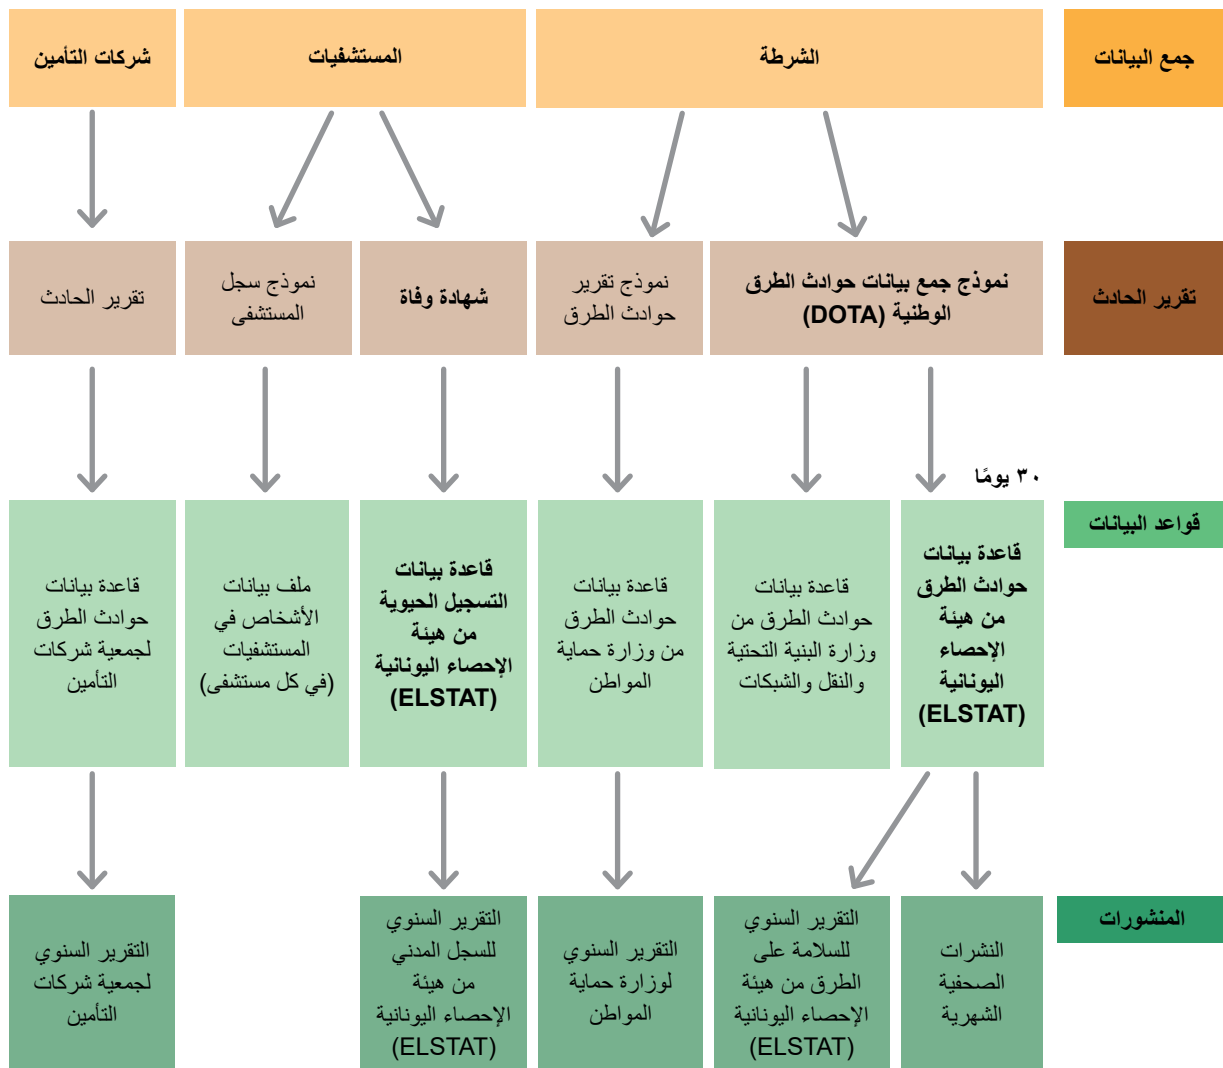 جمع البيانات
الشرطة
المستشفيات
شركات التأمين
تقرير الحادث
نموذج جمع بيانات حوادث الطرق
الوطنية (DOTA)
نموذج تقرير
حوادث الطرق
شهادة وفاة
نموذج سجل
المستشفى
تقرير الحادث
٣٠ يومًا
قواعد البيانات
قاعدة بيانات
حوادث الطرق
من هيئة
الإحصاء
اليونانية
(ELSTAT)
قاعدة بيانات
حوادث الطرق من
وزارة البنية التحتية
والنقل والشبكات
قاعدة بيانات
حوادث الطرق
من وزارة حماية
المواطن
قاعدة بيانات
التسجيل الحيوية
من هيئة
الإحصاء اليونانية
(ELSTAT)
ملف بيانات
الأشخاص في
المستشفيات
(في كل مستشفى)
قاعدة بيانات
حوادث الطرق
لجمعية شركات
التأمين
المنشورات
النشرات
الصحفية
الشهرية
التقرير السنوي
للسلامة على
الطرق من هيئة
الإحصاء اليونانية
(ELSTAT)
التقرير السنوي
لوزارة حماية
المواطن
التقرير السنوي
للسجل المدني
من هيئة
الإحصاء اليونانية
(ELSTAT)
التقرير السنوي
لجمعية شركات
التأمين